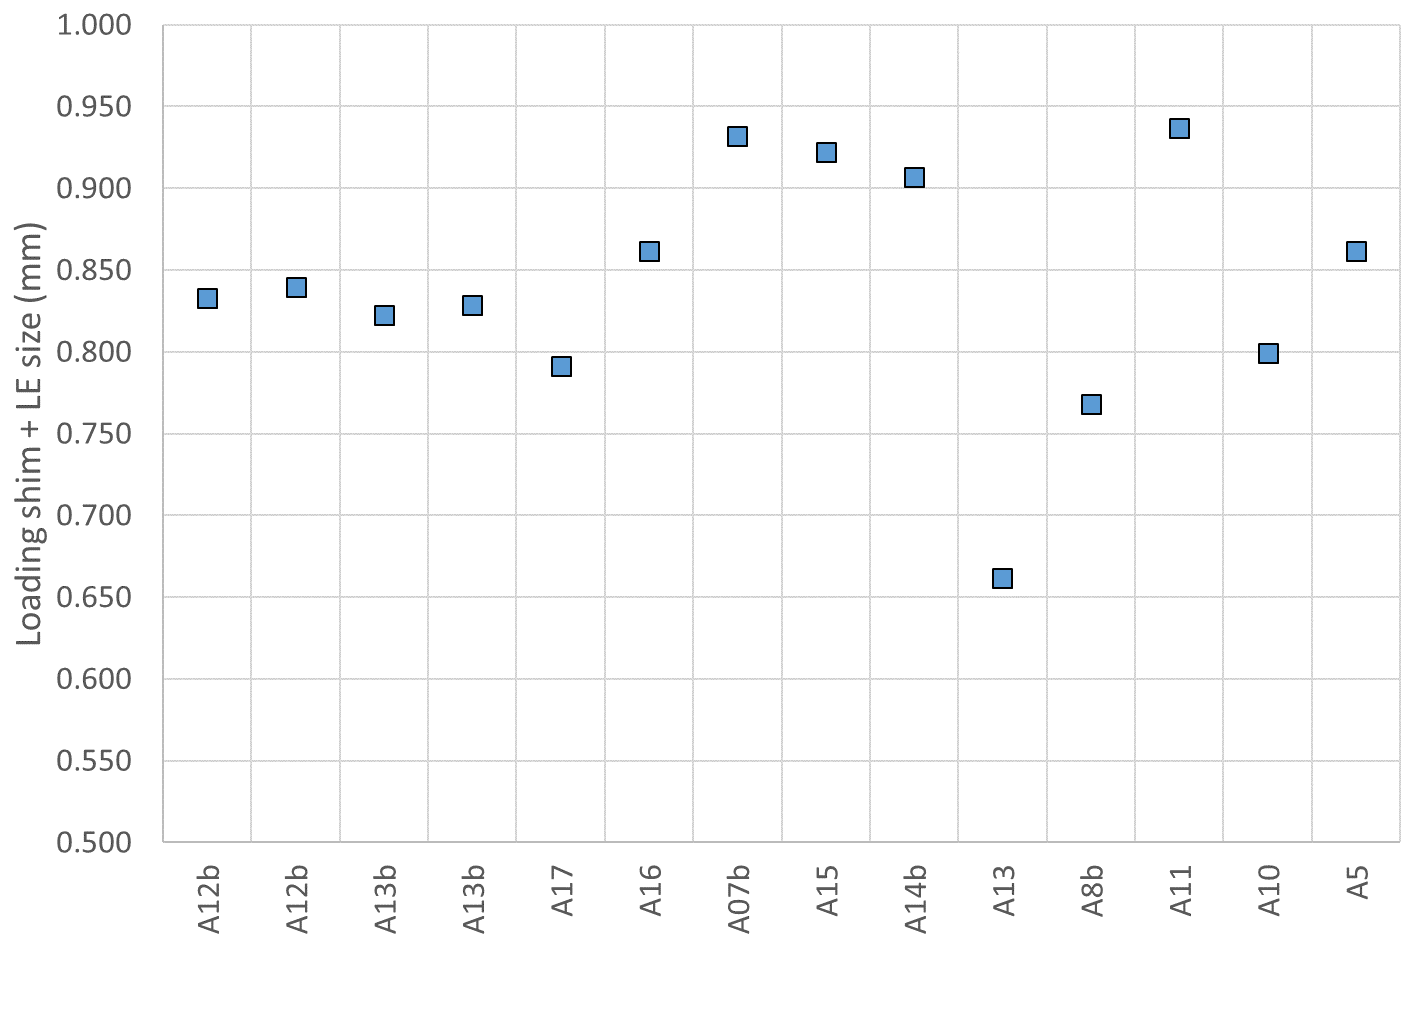 1.000
0.950
0.900
0.850
0.800
0.750
0.700
0.650
0.600
0.550
0.500
Loading shim + LE size (mm)
A12b
A12b
A13b
A13b
A17
A16
A07b
A15
A14b
A13
A8b
A11
A10
A5